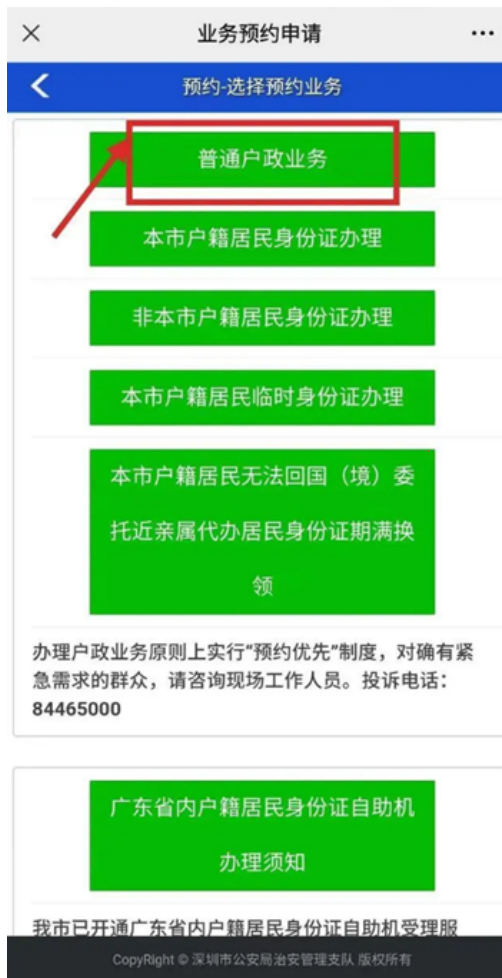 业务预约申请
预约-选择预约业务
普通户政业务
本市户籍居民身份证办理
非本市户籍居民身份证办理
本市户籍居民临时身份证办理
本市户籍居民无法回国（境）委
托近亲属代办居民身份证期满换
领
办理户政业务原则上实行“预约优先”制度，对确有紧
急需求的群众，请咨询现场工作人员。投诉电话：
84465000
广东省内户籍居民身份证自助机
办理须知
我市已开通广东省内户籍居民身份证自助机受理服
CopyRight © 深圳市公安局治安管理支队 版权所有